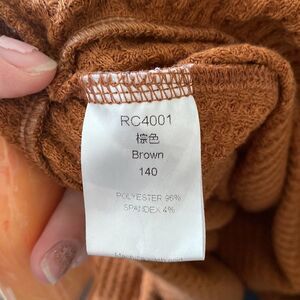 RC4001
棕色
Brown
140
POLYESTER 96%
SPANDEX 4%